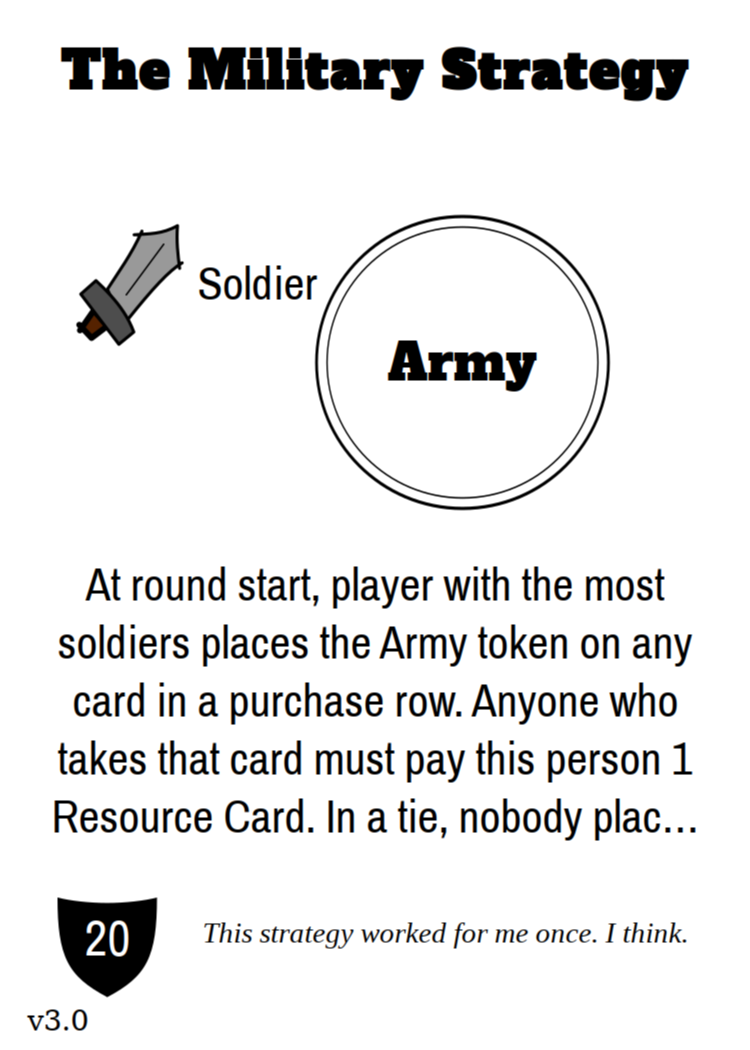 The Military Strategy
Soldier
Army
At round start, player with the most
soldiers places the Army token on any
card in a purchase row. Anyone who
takes that card must pay this person 1
Resource Card. In a tie, nobody plac...
20
This strategy worked for me once. I think.
v3.0